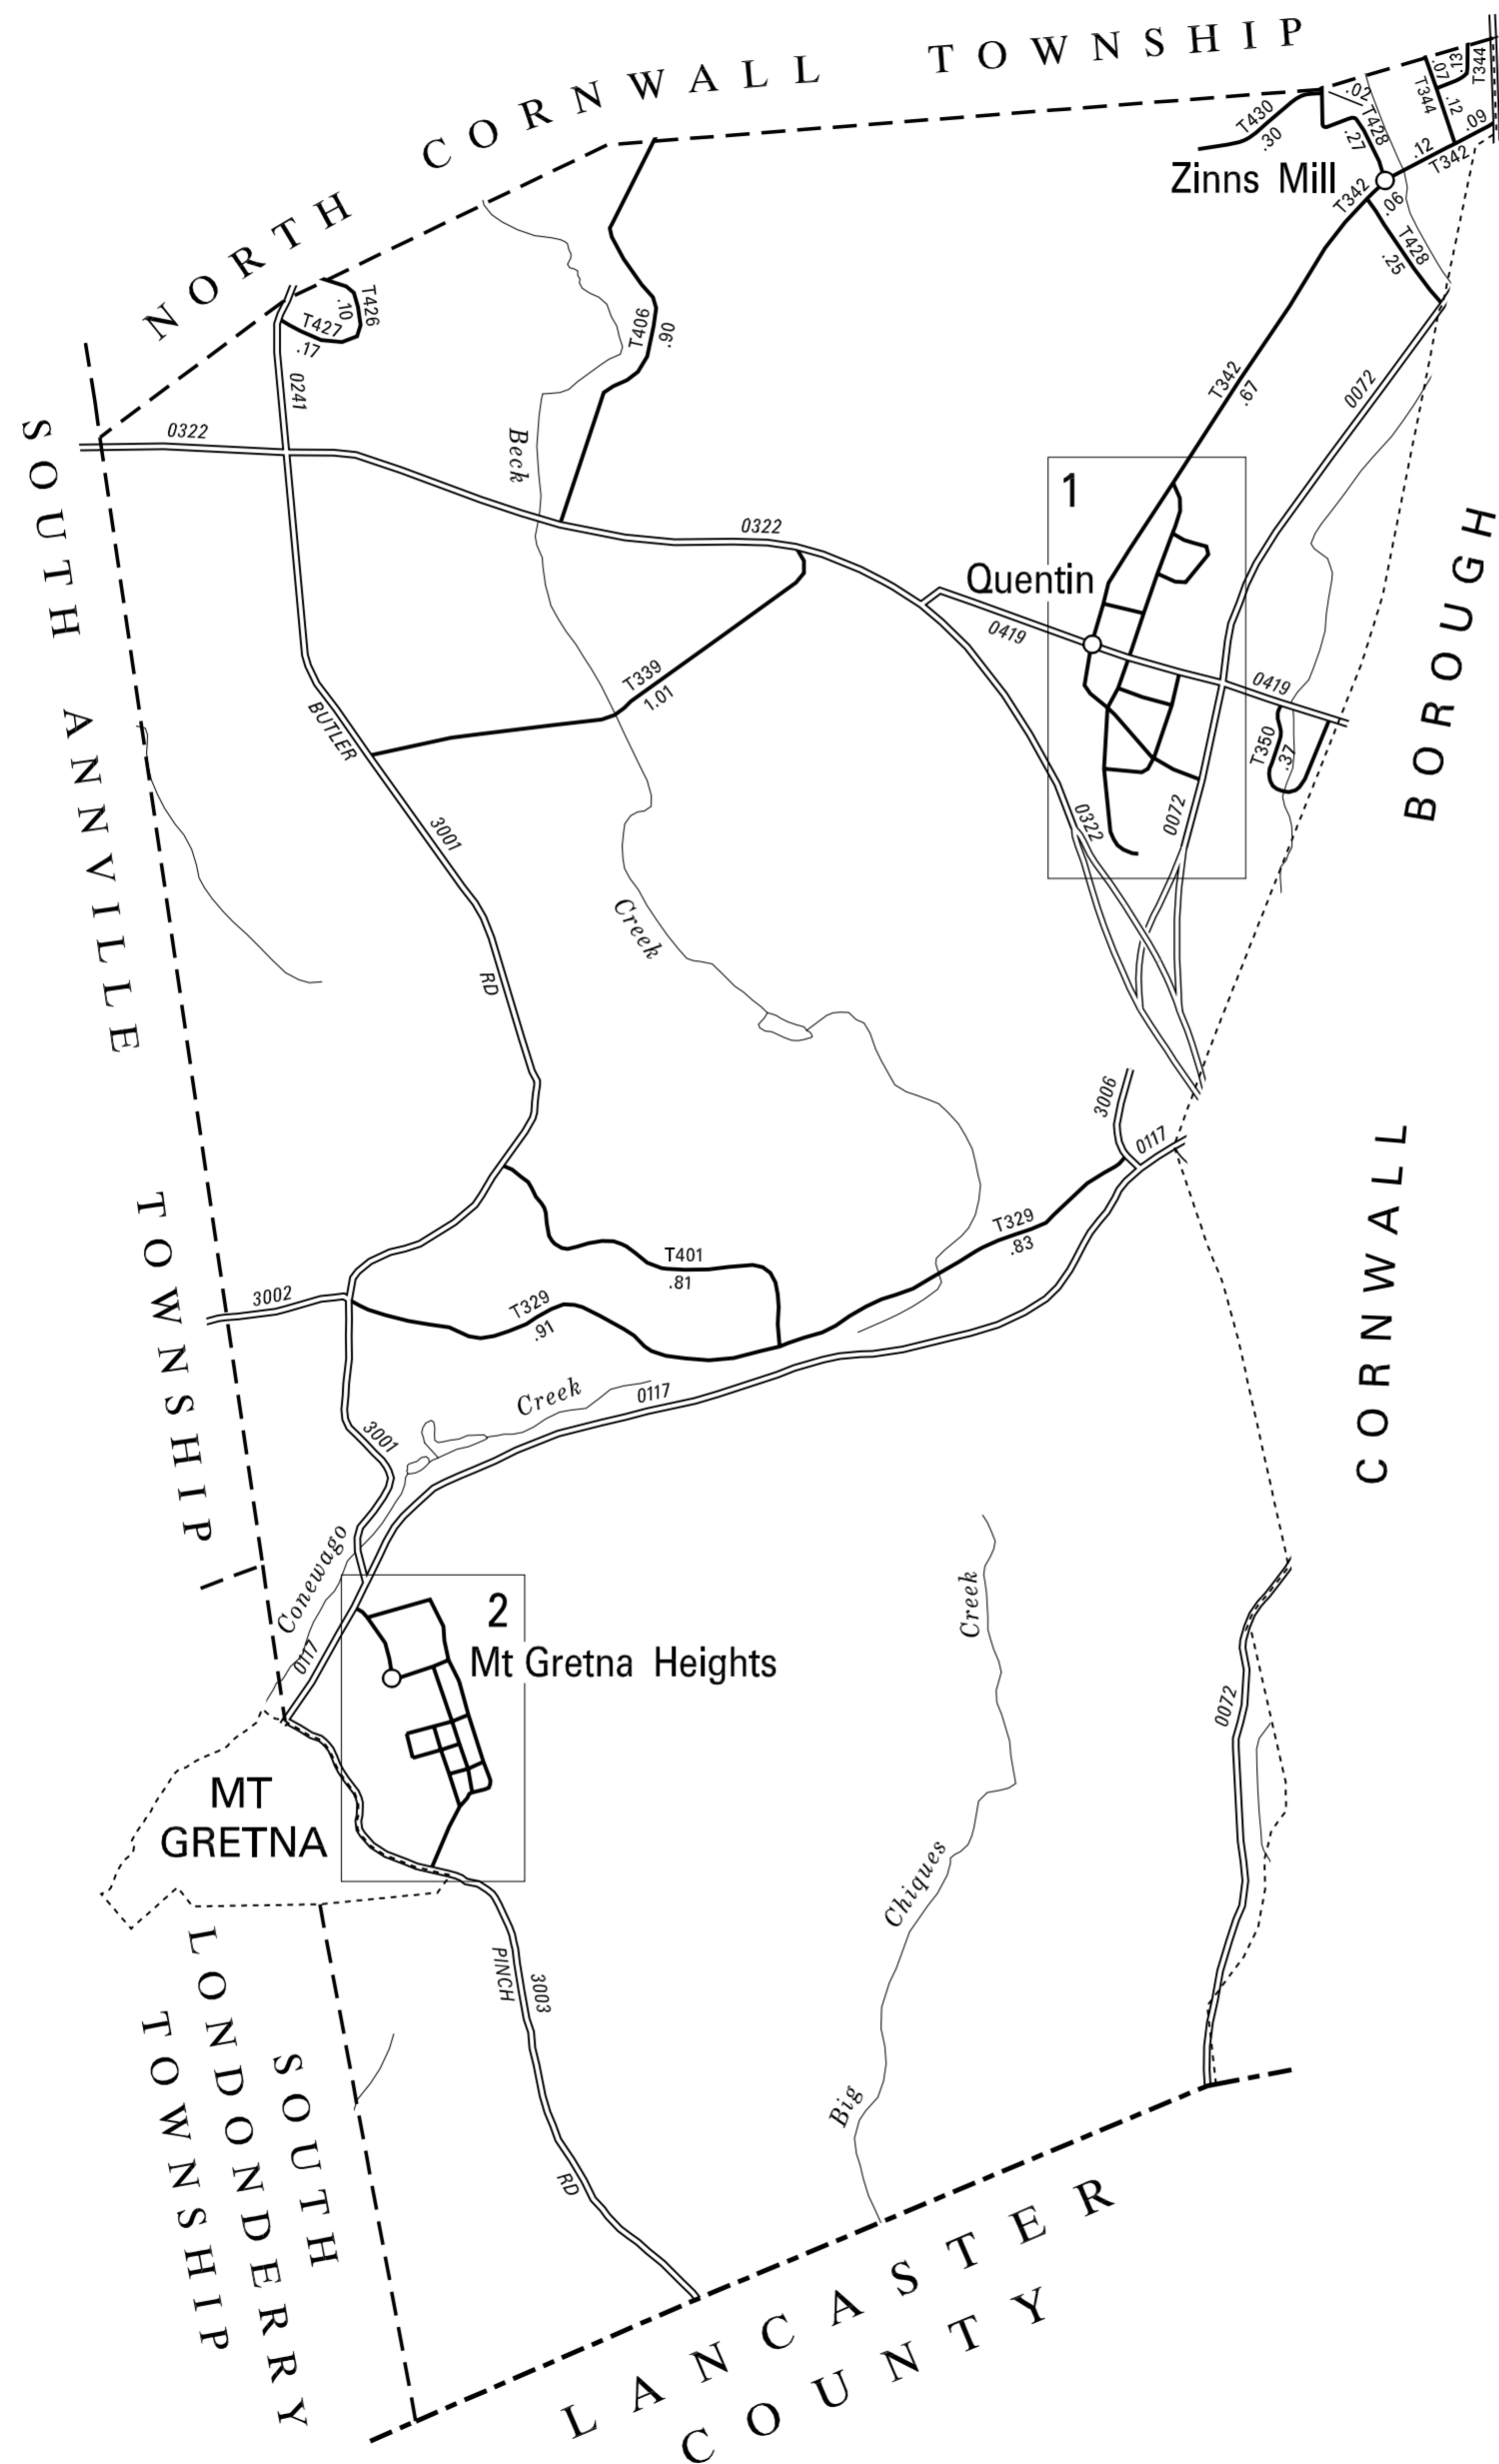 NORTH CORNWALL TOWNSHIP
T344
.13
.07
T344
.12
.09
.12
T342
.02
T428
.27
T430
.30
Zinns Mill
T342
.06
T428
.25
T426
.10
T427
.17
0241
T406
.90
T342
.67
0072
0322
Beck
0322
1
Quentin
0419
0419
T350
.37
0322
0072
T339
1.01
BUTLER
3001
RD
Creek
SOUTH ANNVILLE TOWNSHIP
BOROUGH
CORNWALL
3006
0117
T329
.83
T401
.81
3002
T329
.91
Creek
0117
3001
Conewago
0117
2
Mt Gretna Heights
MT
GRETNA
Creek
Chiques
Big
0072
PINCH
3003
RD
SOUTH
LONDONDERRY
TOWNSHIP
LANCASTER
COUNTY